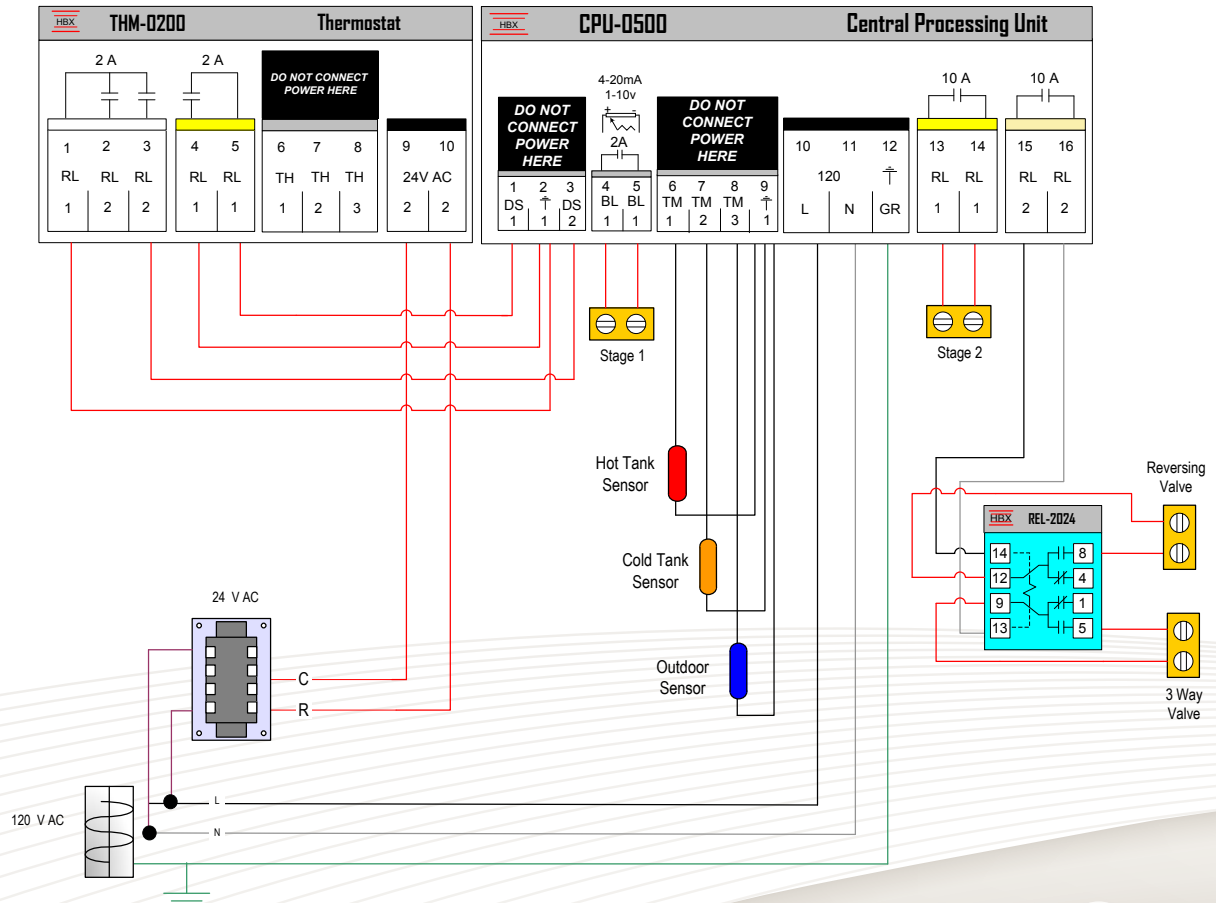 HBX THM-0200 Thermostat
2 A 2 A
DO NOT CONNECT
POWER HERE
1 2 3 4 5 6 7 8 9 10
RL RL RL RL RL TH TH TH 24V AC
1 2 2 1 1 1 2 3 2 2
HBX CPU-0500 Central Processing Unit
4-20mA
1-10v
+ -
2A
DO NOT
CONNECT
POWER
HERE
DO NOT
CONNECT
POWER
HERE
10 A 10 A
1 2 3 4 5 6 7 8 9 10 11 12 13 14 15 16
DS DS BL BL TM TM TM 120 RL RL RL RL
1 1 2 1 1 1 2 3 1 L N GR 1 1 2 2
Stage 1
Stage 2
Hot Tank
Sensor
Cold Tank
Sensor
Outdoor
Sensor
Reversing
Valve
HBX REL-2024
14 8
12 4
9 1
13 5
3 Way
Valve
24 V AC
C
R
120 V AC
L
N